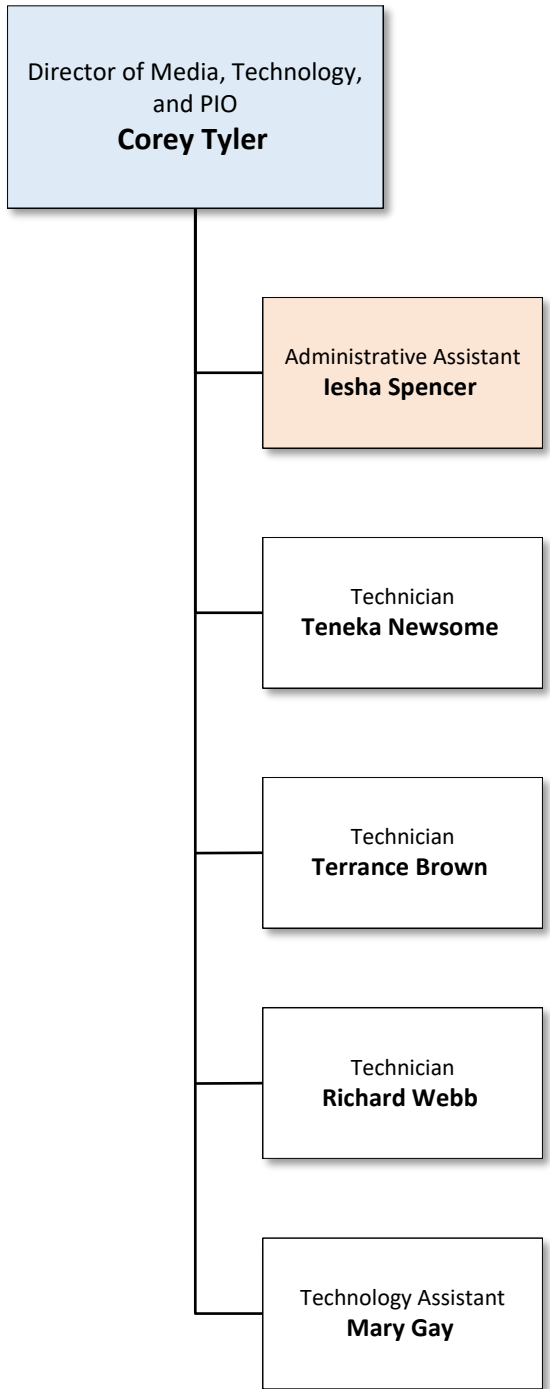 Director of Media, Technology,
and PIO
Corey Tyler
Administrative Assistant
Iesha Spencer
Technician
Teneka Newsome
Technician
Terrance Brown
Technician
Richard Webb
Technology Assistant
Mary Gay